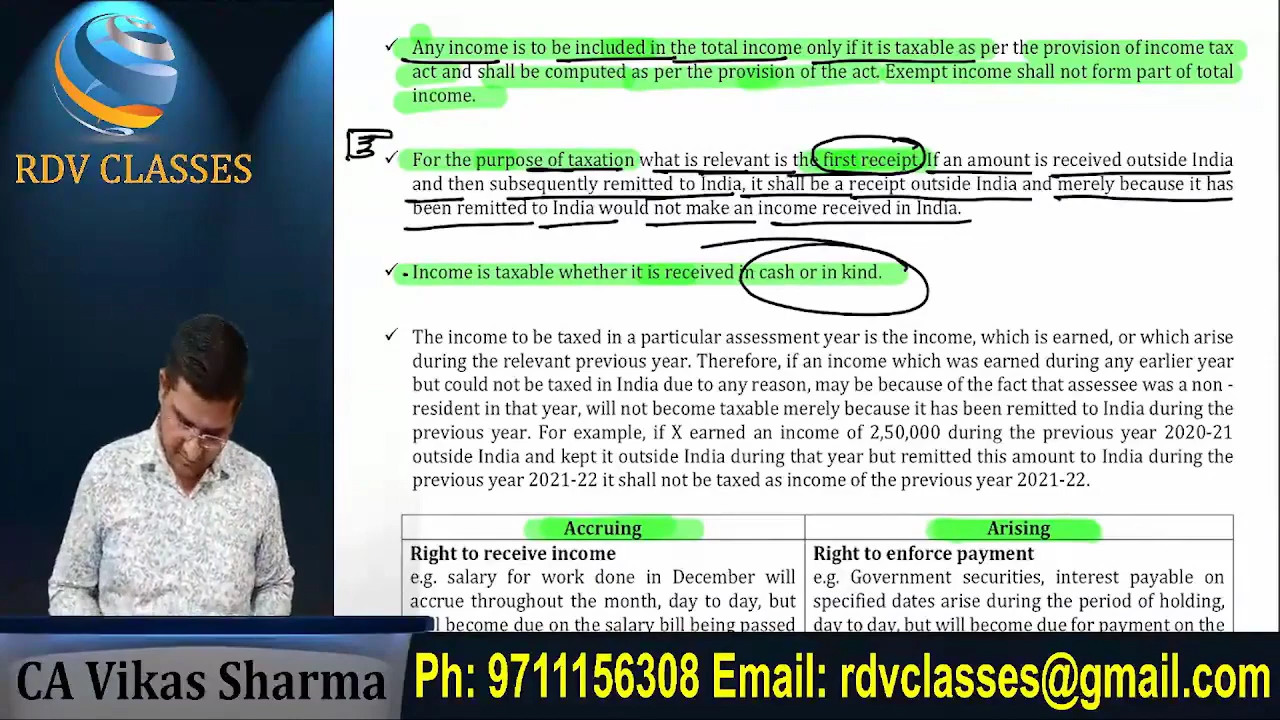 RDV CLASSES
Any income is to be included in the total income only if it is taxable as per the provision of income tax
act and shall be computed as per the provision of the act. Exempt income shall not form part of total
income.
For the purpose of taxation what is relevant is the first receipt. If an amount is received outside India
and then subsequently remitted to India, it shall be a receipt outside India and merely because it has
been remitted to India would not make an income received in India.
Income is taxable whether it is received in cash or in kind.
The income to be taxed in a particular assessment year is the income, which is earned, or which arise
during the relevant previous year. Therefore, if an income which was earned during any earlier year
but could not be taxed in India due to any reason, may be because of the fact that assessee was a non -
resident in that year, will not become taxable merely because it has been remitted to India during the
previous year. For example, if X earned an income of 2,50,000 during the previous year 2020-21
outside India and kept it outside India during that year but remitted this amount to India during the
previous year 2021-22 it shall not be taxed as income of the previous year 2021-22.
Accruing
Right to receive income
e.g. salary for work done in December will
accrue throughout the month, day to day, but
become due on the salary bill being passed
Arising
Right to enforce payment
e.g. Government securities, interest payable on
specified dates arise during the period of holding,
day to day, but will become due for payment on the
CA Vikas Sharma
Ph: 9711156308 Email: rdvclasses@gmail.com